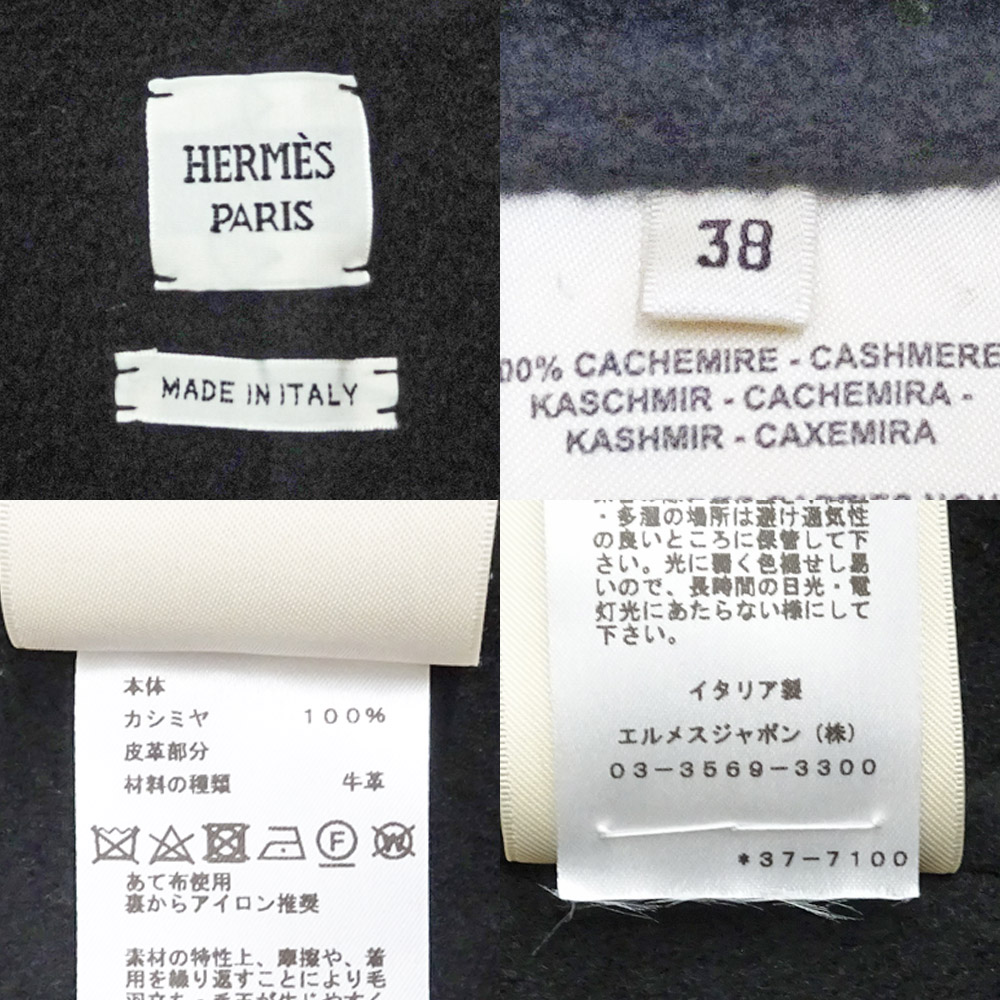 HERMÈS
PARIS
MADE IN ITALY
38
00% CACHEMIRE - CASHMERE
KASCHMIR - CACHEMIRA -
KASHMIR - CAXEMIRA
本体
カシミヤ 100%
皮革部分
材料の種類 牛革
F W
あて布使用
裏からアイロン推奨
素材の特性上、摩擦や、着
用を繰り返すことにより毛
・多湿の場所は避け通気性
の良いところに保管して下
さい。光に弱く色褪せし易
いので、長時間の日光・電
灯光にあたらない様にして
下さい。
イタリア製
エルメスジャポン（株）
03-3569-3300
*37-7100